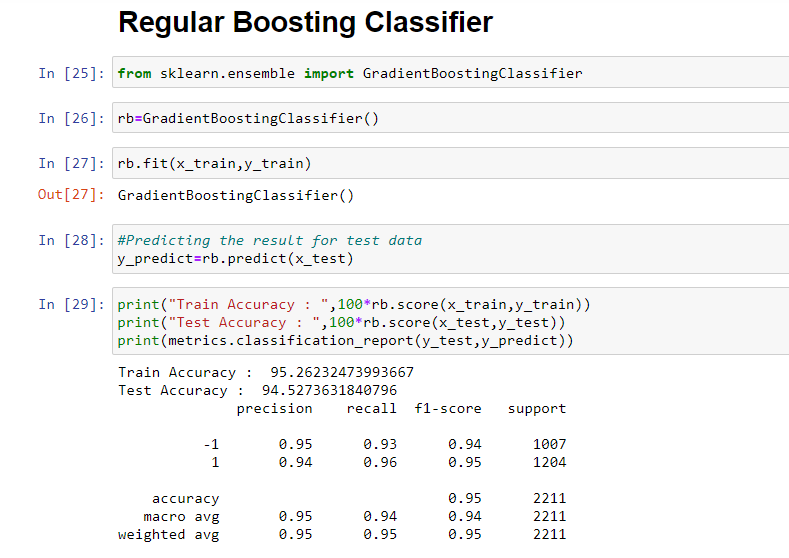 Regular Boosting Classifier
In [25]: from sklearn.ensemble import GradientBoostingClassifier
In [26]: rb=GradientBoostingClassifier()
In [27]: rb.fit(x_train,y_train)
Out[27]: GradientBoostingClassifier()
In [28]: #Predicting the result for test data
y_predict=rb.predict(x_test)
In [29]: print("Train Accuracy : ",100*rb.score(x_train,y_train))
print("Test Accuracy : ",100*rb.score(x_test,y_test))
print(metrics.classification_report(y_test,y_predict))
Train Accuracy :  95.26232473993667
Test Accuracy :  94.5273631840796
precision    recall  f1-score   support
-1       0.95      0.93      0.94      1007
1       0.94      0.96      0.95      1204
accuracy                           0.95      2211
macro avg       0.95      0.94      0.94      2211
weighted avg       0.95      0.95      0.95      2211